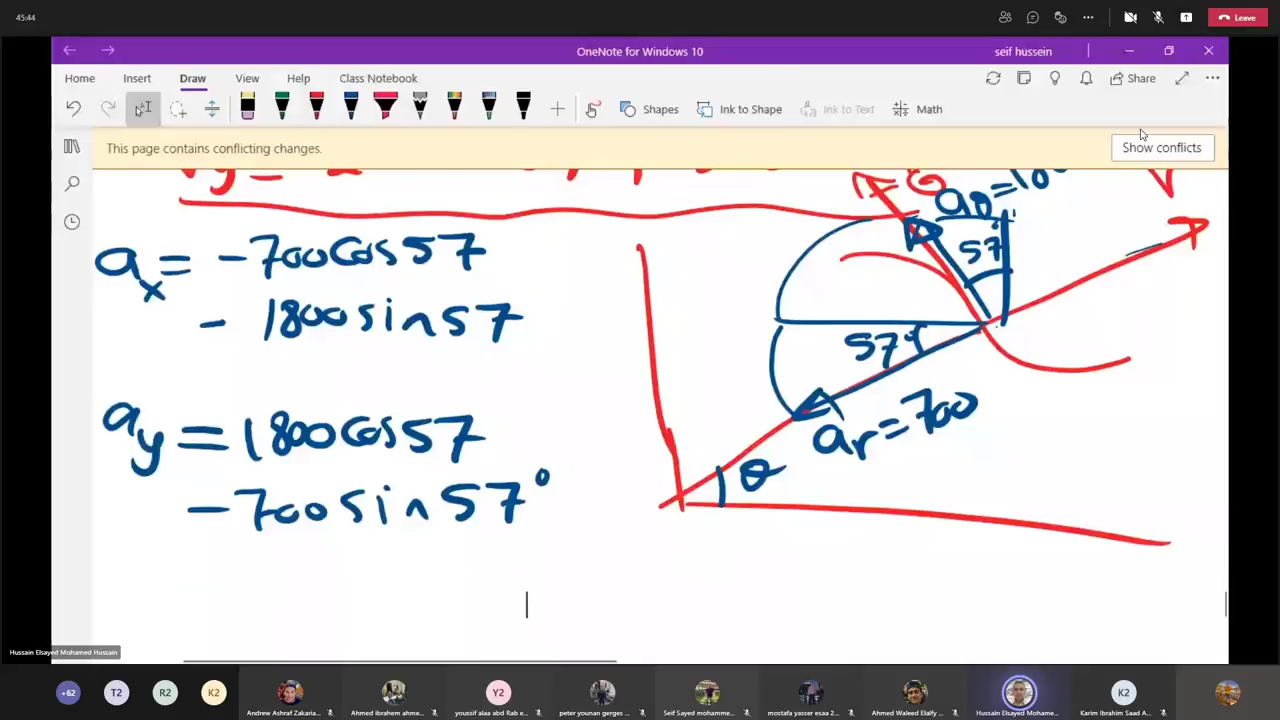 45:44
Leave
OneNote for Windows 10
seif hussein
Home Insert Draw View Help Class Notebook
Share
Shapes Ink to Shape Ink to Text Math
This page contains conflicting changes.
Show conflicts
aθ=
57°
ax = -700cos57
- 1800sin57
57°
ar=700
ay = 1800cos57
-700sin57°
θ
Hussain Elsayed Mohamed Hussain
+62
T2
R2
K2
Y2
K2
Andrew Ashraf Zakaria...
Ahmed ibrahem ahme...
youssif alaa abd Rab e...
peter younan gerges ...
Seif Sayed mohamme...
mostafa yasser esaa 2...
Ahmed Waleed Elalfy ...
Hussain Elsayed Mohame...
Karim Ibrahim Saad A...